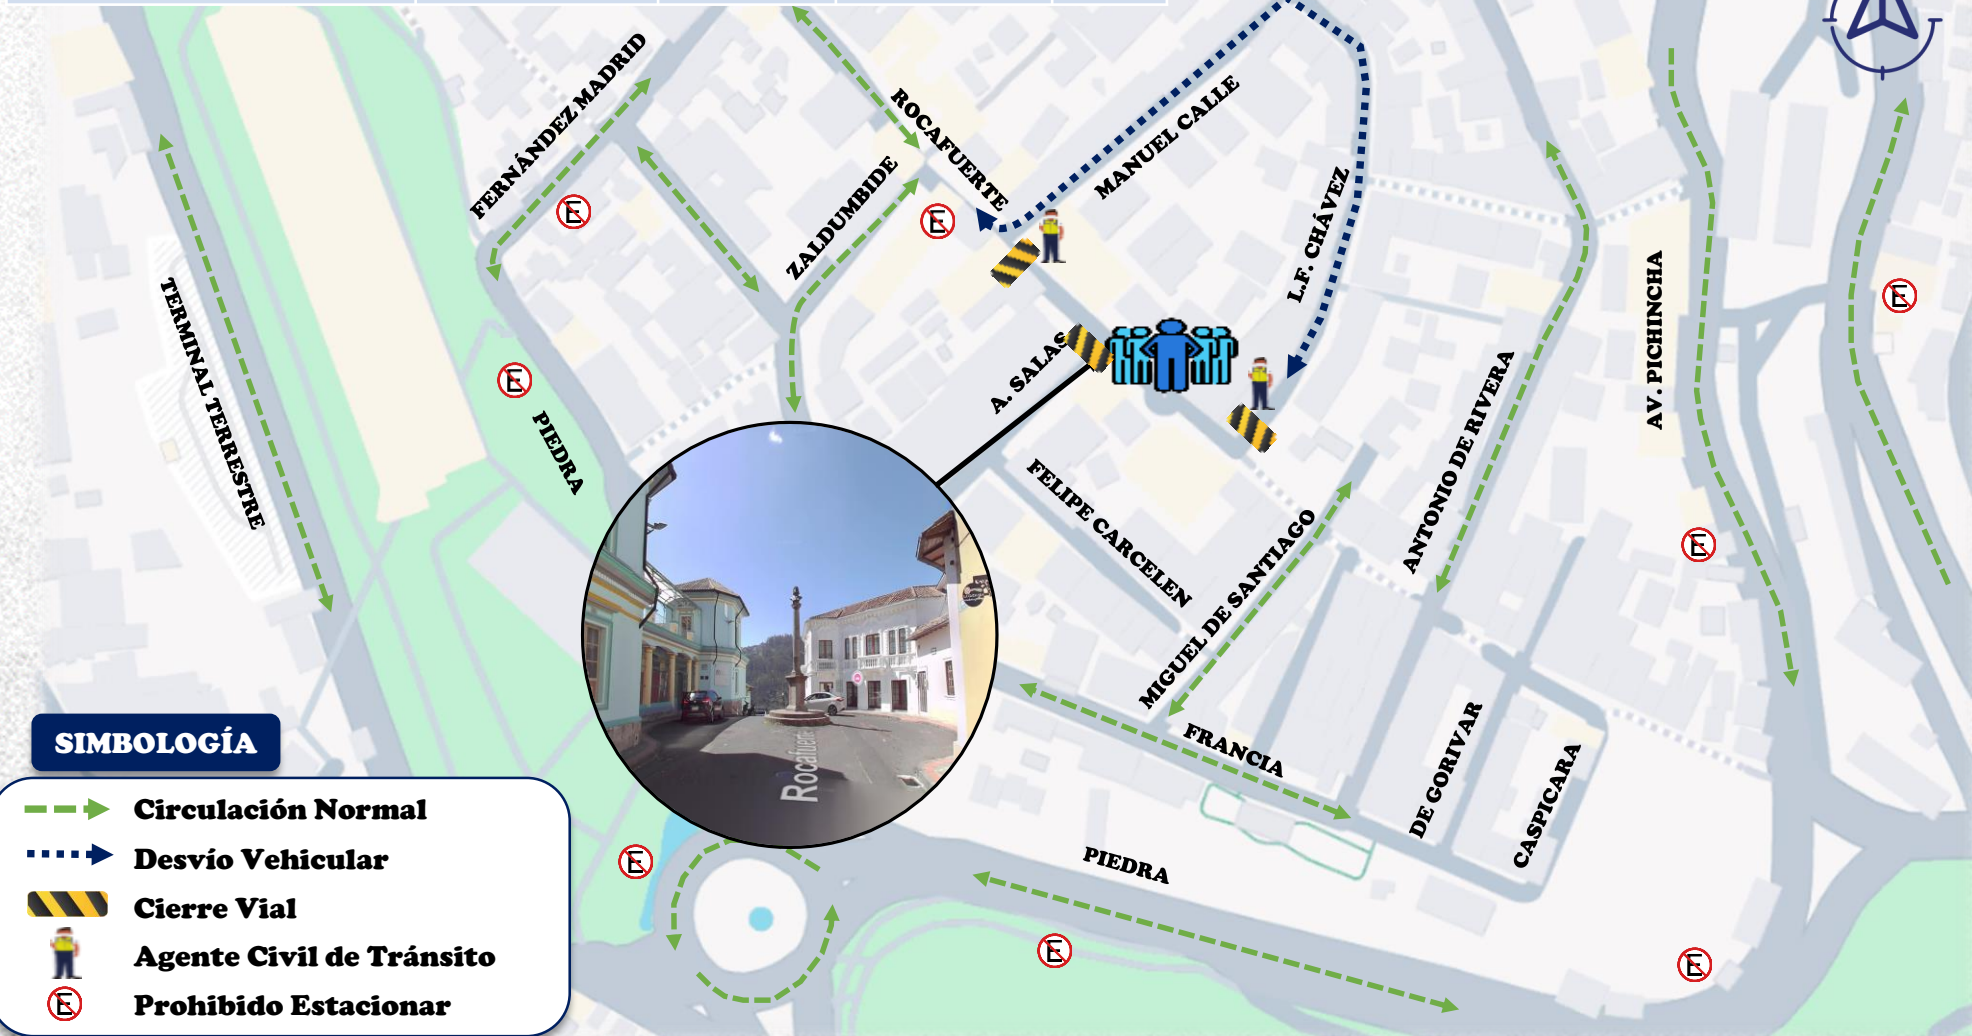 FERNÁNDEZ MADRID
ROCAFUERTE
MANUEL CALLE
ZALDUMBIDE
L.F. CHÁVEZ
TERMINAL TERRESTRE
A. SALAS
AV. PICHINCHA
PIEDRA
FELIPE CARCELEN
ANTONIO DE RIVERA
MIGUEL DE SANTIAGO
Rocafuerte
FRANCIA
DE GORIVAR
CASPICARA
PIEDRA
SIMBOLOGÍA
Circulación Normal
Desvío Vehicular
Cierre Vial
Agente Civil de Tránsito
E Prohibido Estacionar
E
E
E
E
E
E
E
E